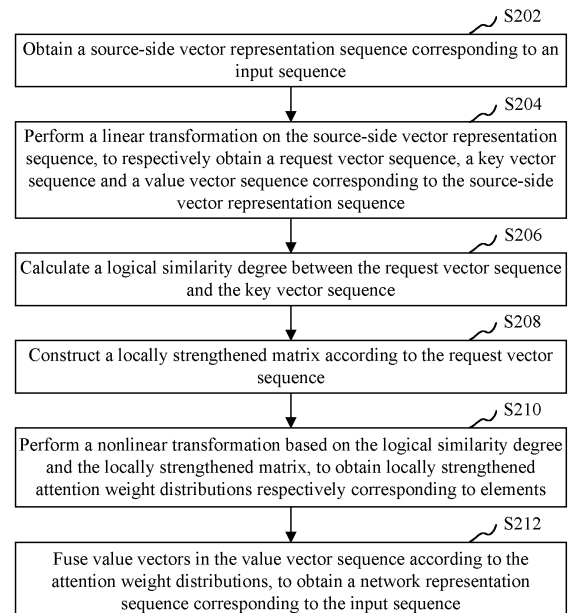 S202
Obtain a source-side vector representation sequence corresponding to an
input sequence
S204
Perform a linear transformation on the source-side vector representation
sequence, to respectively obtain a request vector sequence, a key vector
sequence and a value vector sequence corresponding to the source-side
vector representation sequence
S206
Calculate a logical similarity degree between the request vector sequence
and the key vector sequence
S208
Construct a locally strengthened matrix according to the request vector
sequence
S210
Perform a nonlinear transformation based on the logical similarity degree
and the locally strengthened matrix, to obtain locally strengthened
attention weight distributions respectively corresponding to elements
S212
Fuse value vectors in the value vector sequence according to the
attention weight distributions, to obtain a network representation
sequence corresponding to the input sequence